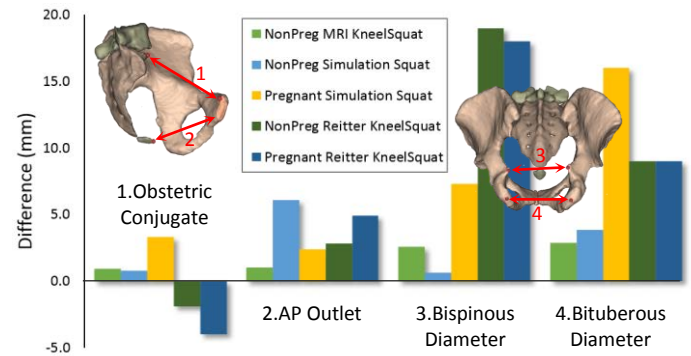 20.0
15.0
10.0
5.0
0.0
-5.0
Difference (mm)
NonPreg MRI KneelSquat
NonPreg Simulation Squat
Pregnant Simulation Squat
NonPreg Reitter KneelSquat
Pregnant Reitter KneelSquat
1
2
3
4
1.Obstetric
Conjugate
2.AP Outlet
3.Bispinous
Diameter
4.Bituberous
Diameter